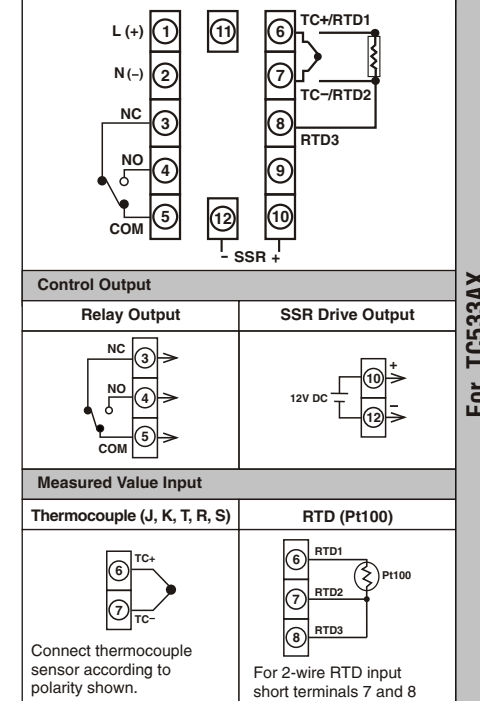 L (+) 1 11 6 TC+/RTD1
N (–) 2 7 TC–/RTD2
NC 3 8 RTD3
NO 4 9
COM 5 12 10
– SSR +
For TC533AX
Control Output
Relay Output
SSR Drive Output
NC 3
NO 4
COM 5
12V DC
10 +
12 –
Measured Value Input
Thermocouple (J, K, T, R, S)
RTD (Pt100)
6 TC+
7 TC–
Connect thermocouple
sensor according to
polarity shown.
6 RTD1
Pt100
7 RTD2
8 RTD3
For 2-wire RTD input
short terminals 7 and 8